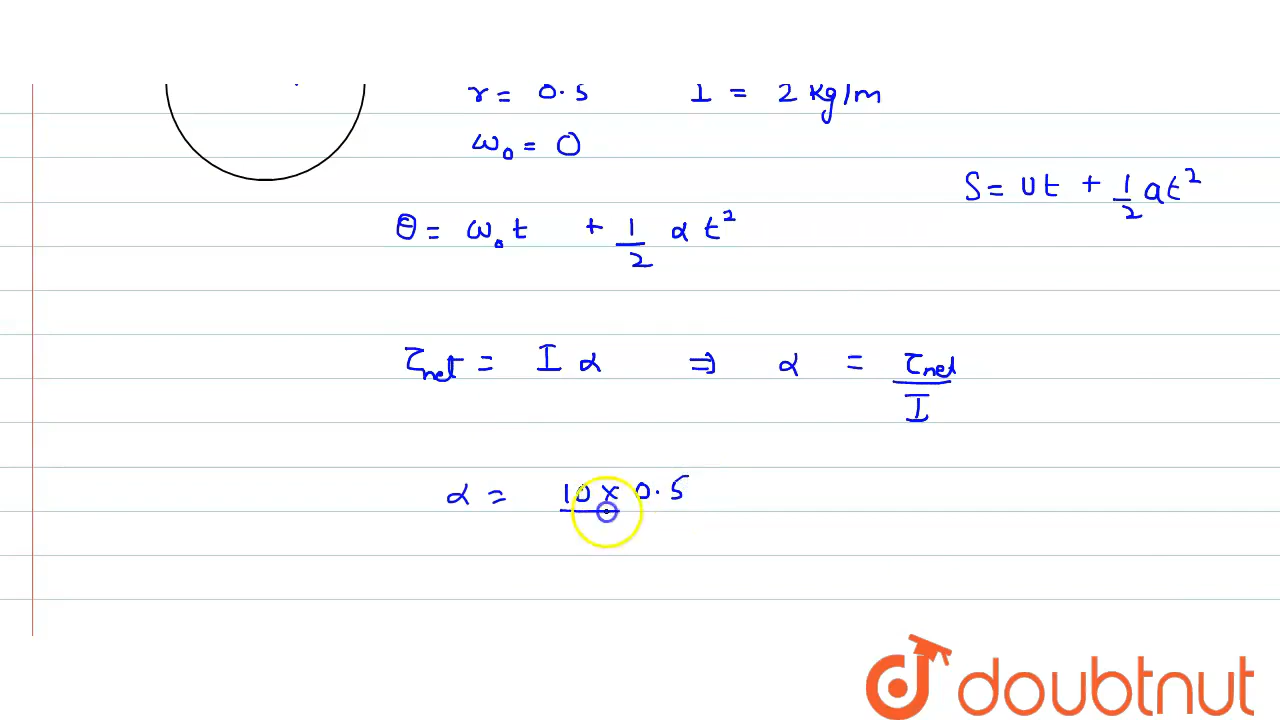 r = 0.5 I = 2 kg/m
ω₀ = 0
S = Ut + 1/2 at²
θ = ω₀t + 1/2 αt²
τnet = I α ⇒ α = τnet/I
α = 10 × 0.5
doubtnut